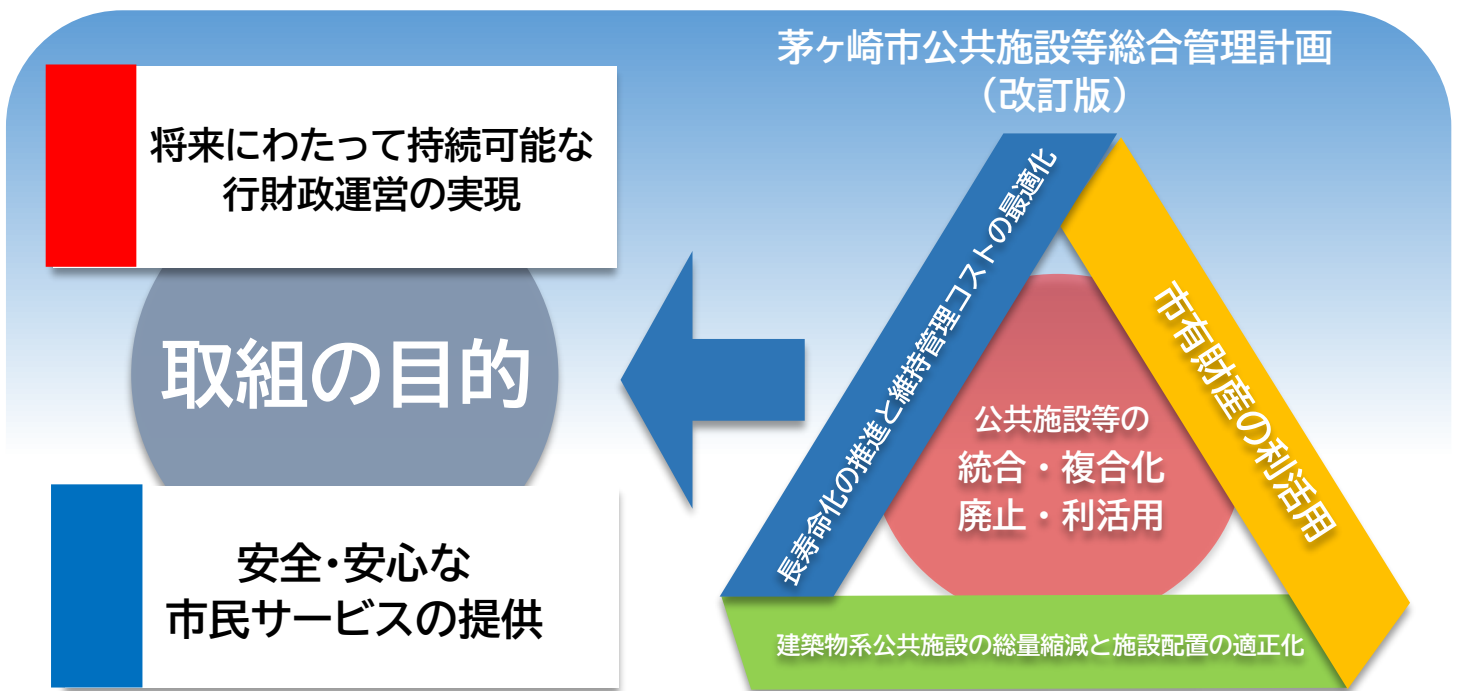 茅ヶ崎市公共施設等総合管理計画
（改訂版）
将来にわたって持続可能な
行財政運営の実現
取組の目的
安全・安心な
市民サービスの提供
長寿命化の推進と維持管理コストの最適化
市有財産の利活用
公共施設等の
統合・複合化
廃止・利活用
建築物系公共施設の総量縮減と施設配置の適正化